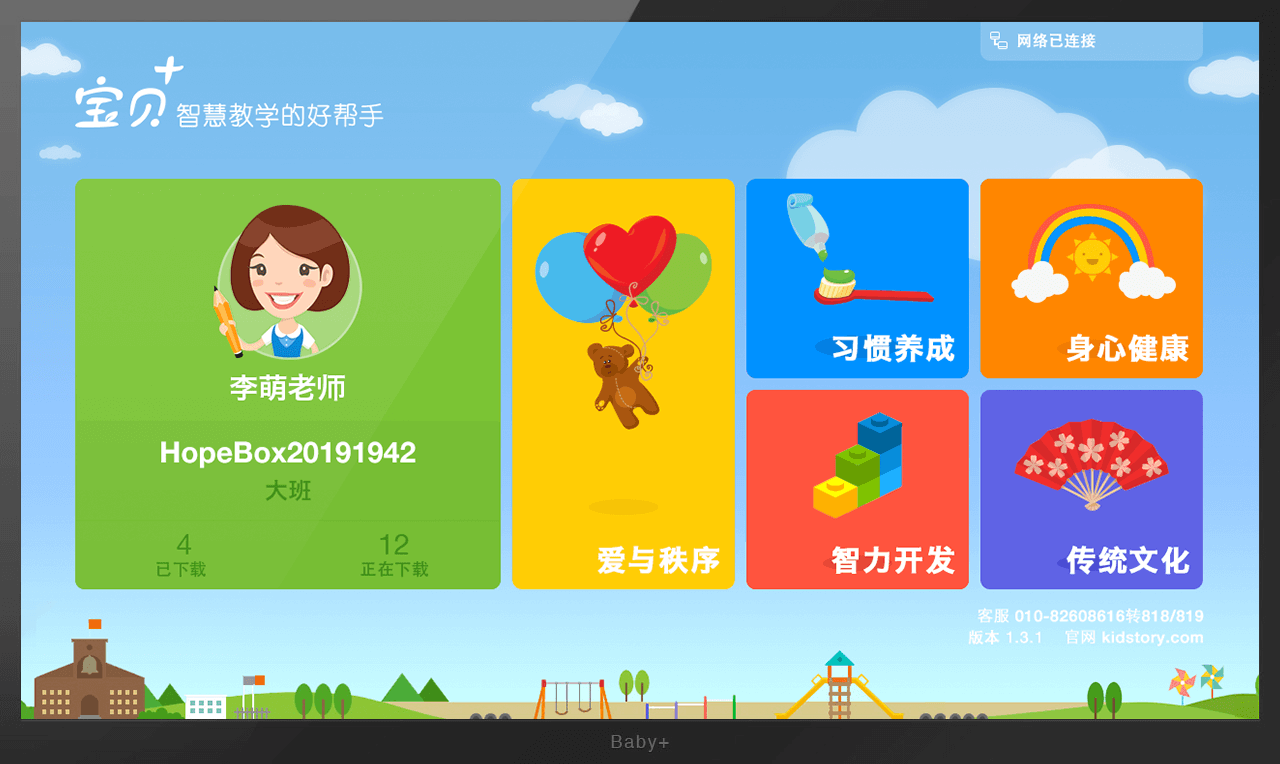 网络已连接
宝贝+ 智慧教学的好帮手
李萌老师
HopeBox20191942
大班
4 12
已下载 正在下载
爱与秩序
习惯养成
身心健康
智力开发
传统文化
客服 010-82608616转818/819
版本 1.3.1 官网 kidstory.com
Baby+